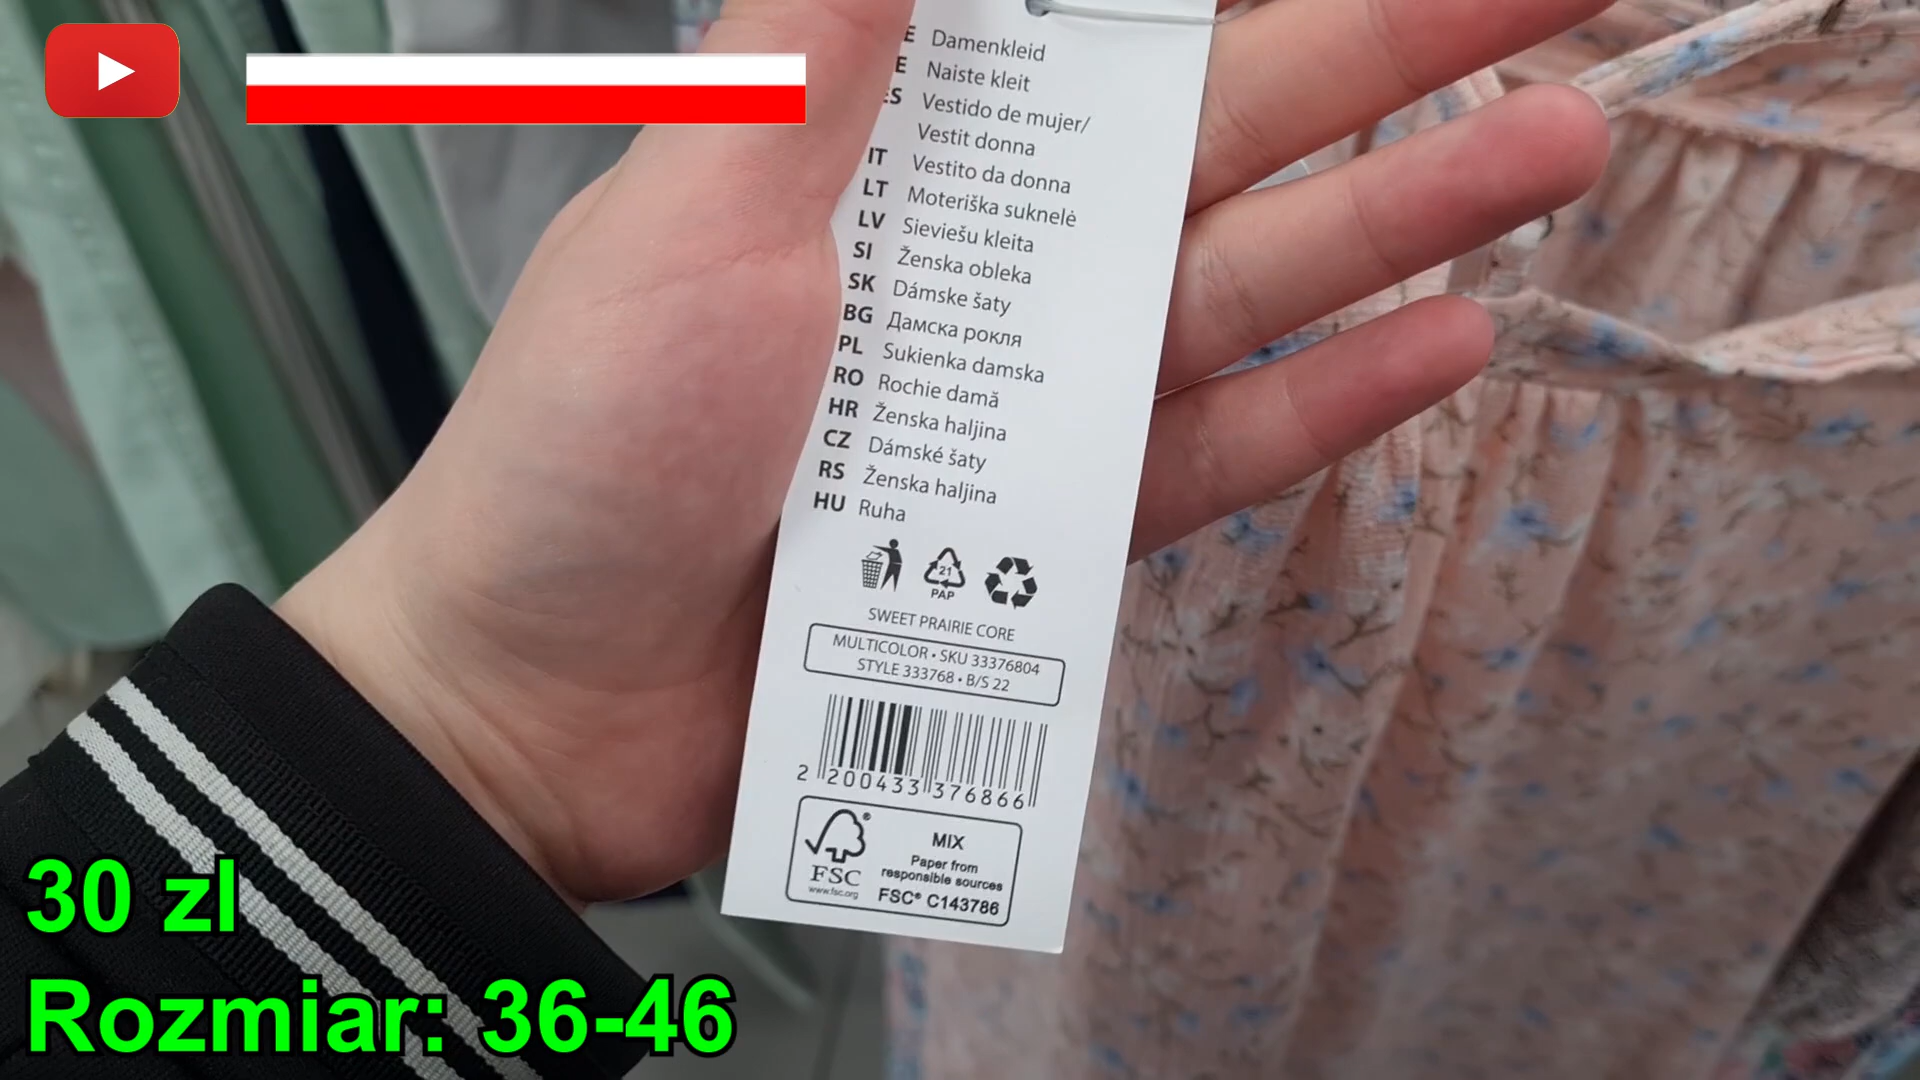 E Damenkleid
E Naiste kleit
ES Vestido de mujer/
Vestit donna
IT Vestito da donna
LT Moteriška suknelė
LV Sieviešu kleita
SI Ženska obleka
SK Dámske šaty
BG Дамска рокля
PL Sukienka damska
RO Rochie damă
HR Ženska haljina
CZ Dámské šaty
RS Ženska haljina
HU Ruha
21
PAP
SWEET PRAIRIE CORE
MULTICOLOR • SKU 33376804
STYLE 333768 • B/S 22
2 200433 376866
FSC®
www.fsc.org
MIX
Paper from
responsible sources
FSC® C143786
30 zl
Rozmiar: 36-46